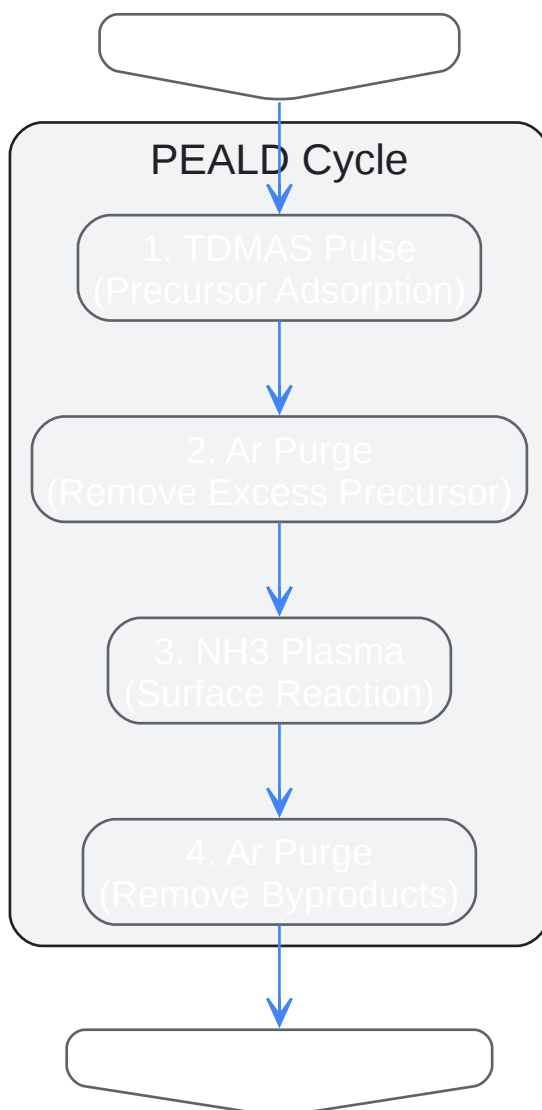 PEALD Cycle
1. TDMAS Pulse
(Precursor Adsorption)
2. Ar Purge
(Remove Excess Precursor)
3. NH3 Plasma
(Surface Reaction)
4. Ar Purge
(Remove Byproducts)